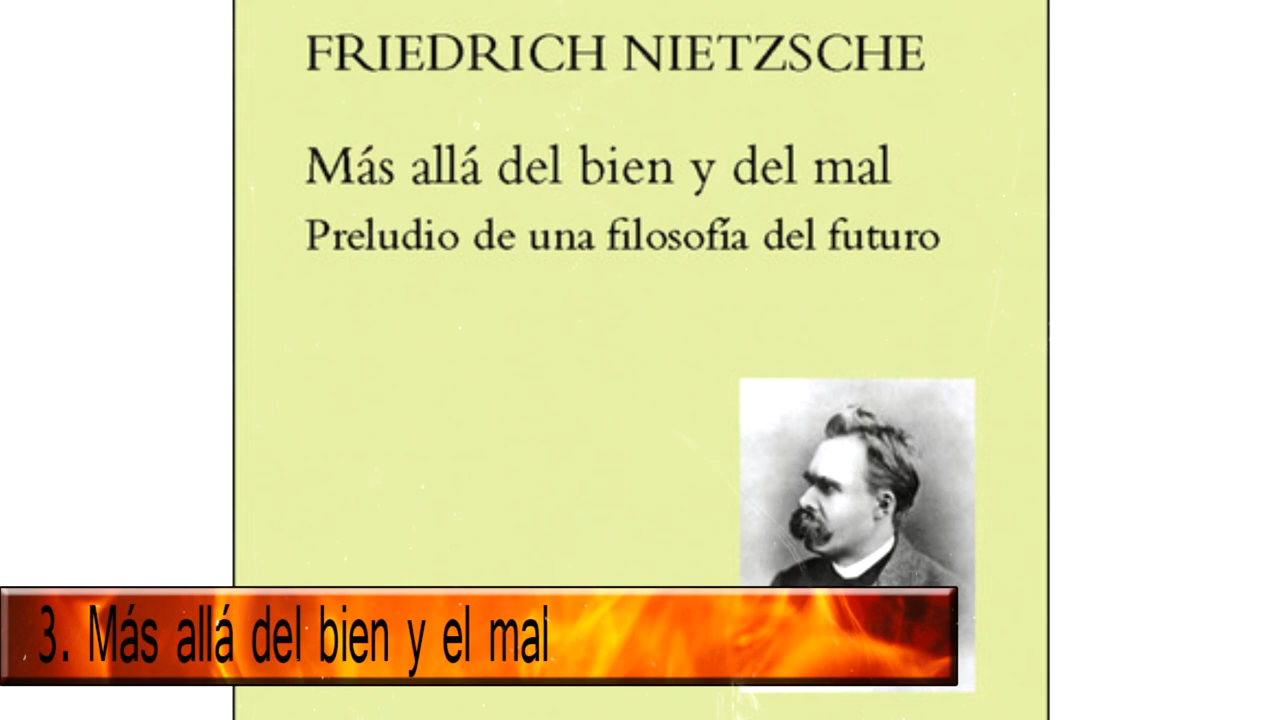 FRIEDRICH NIETZSCHE
Más allá del bien y del mal
Preludio de una filosofía del futuro
3. Más allá del bien y el mal